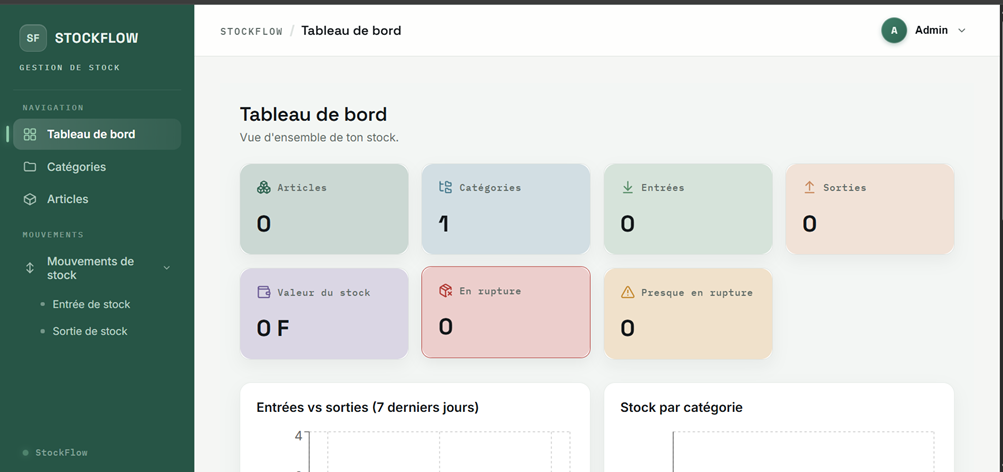 SF STOCKFLOW
GESTION DE STOCK
NAVIGATION
Tableau de bord
Catégories
Articles
MOUVEMENTS
Mouvements de
stock
Entrée de stock
Sortie de stock
StockFlow
STOCKFLOW / Tableau de bord
A Admin
Tableau de bord
Vue d'ensemble de ton stock.
Articles
0
Catégories
1
Entrées
0
Sorties
0
Valeur du stock
0 F
En rupture
0
Presque en rupture
0
Entrées vs sorties (7 derniers jours)
4
Stock par catégorie